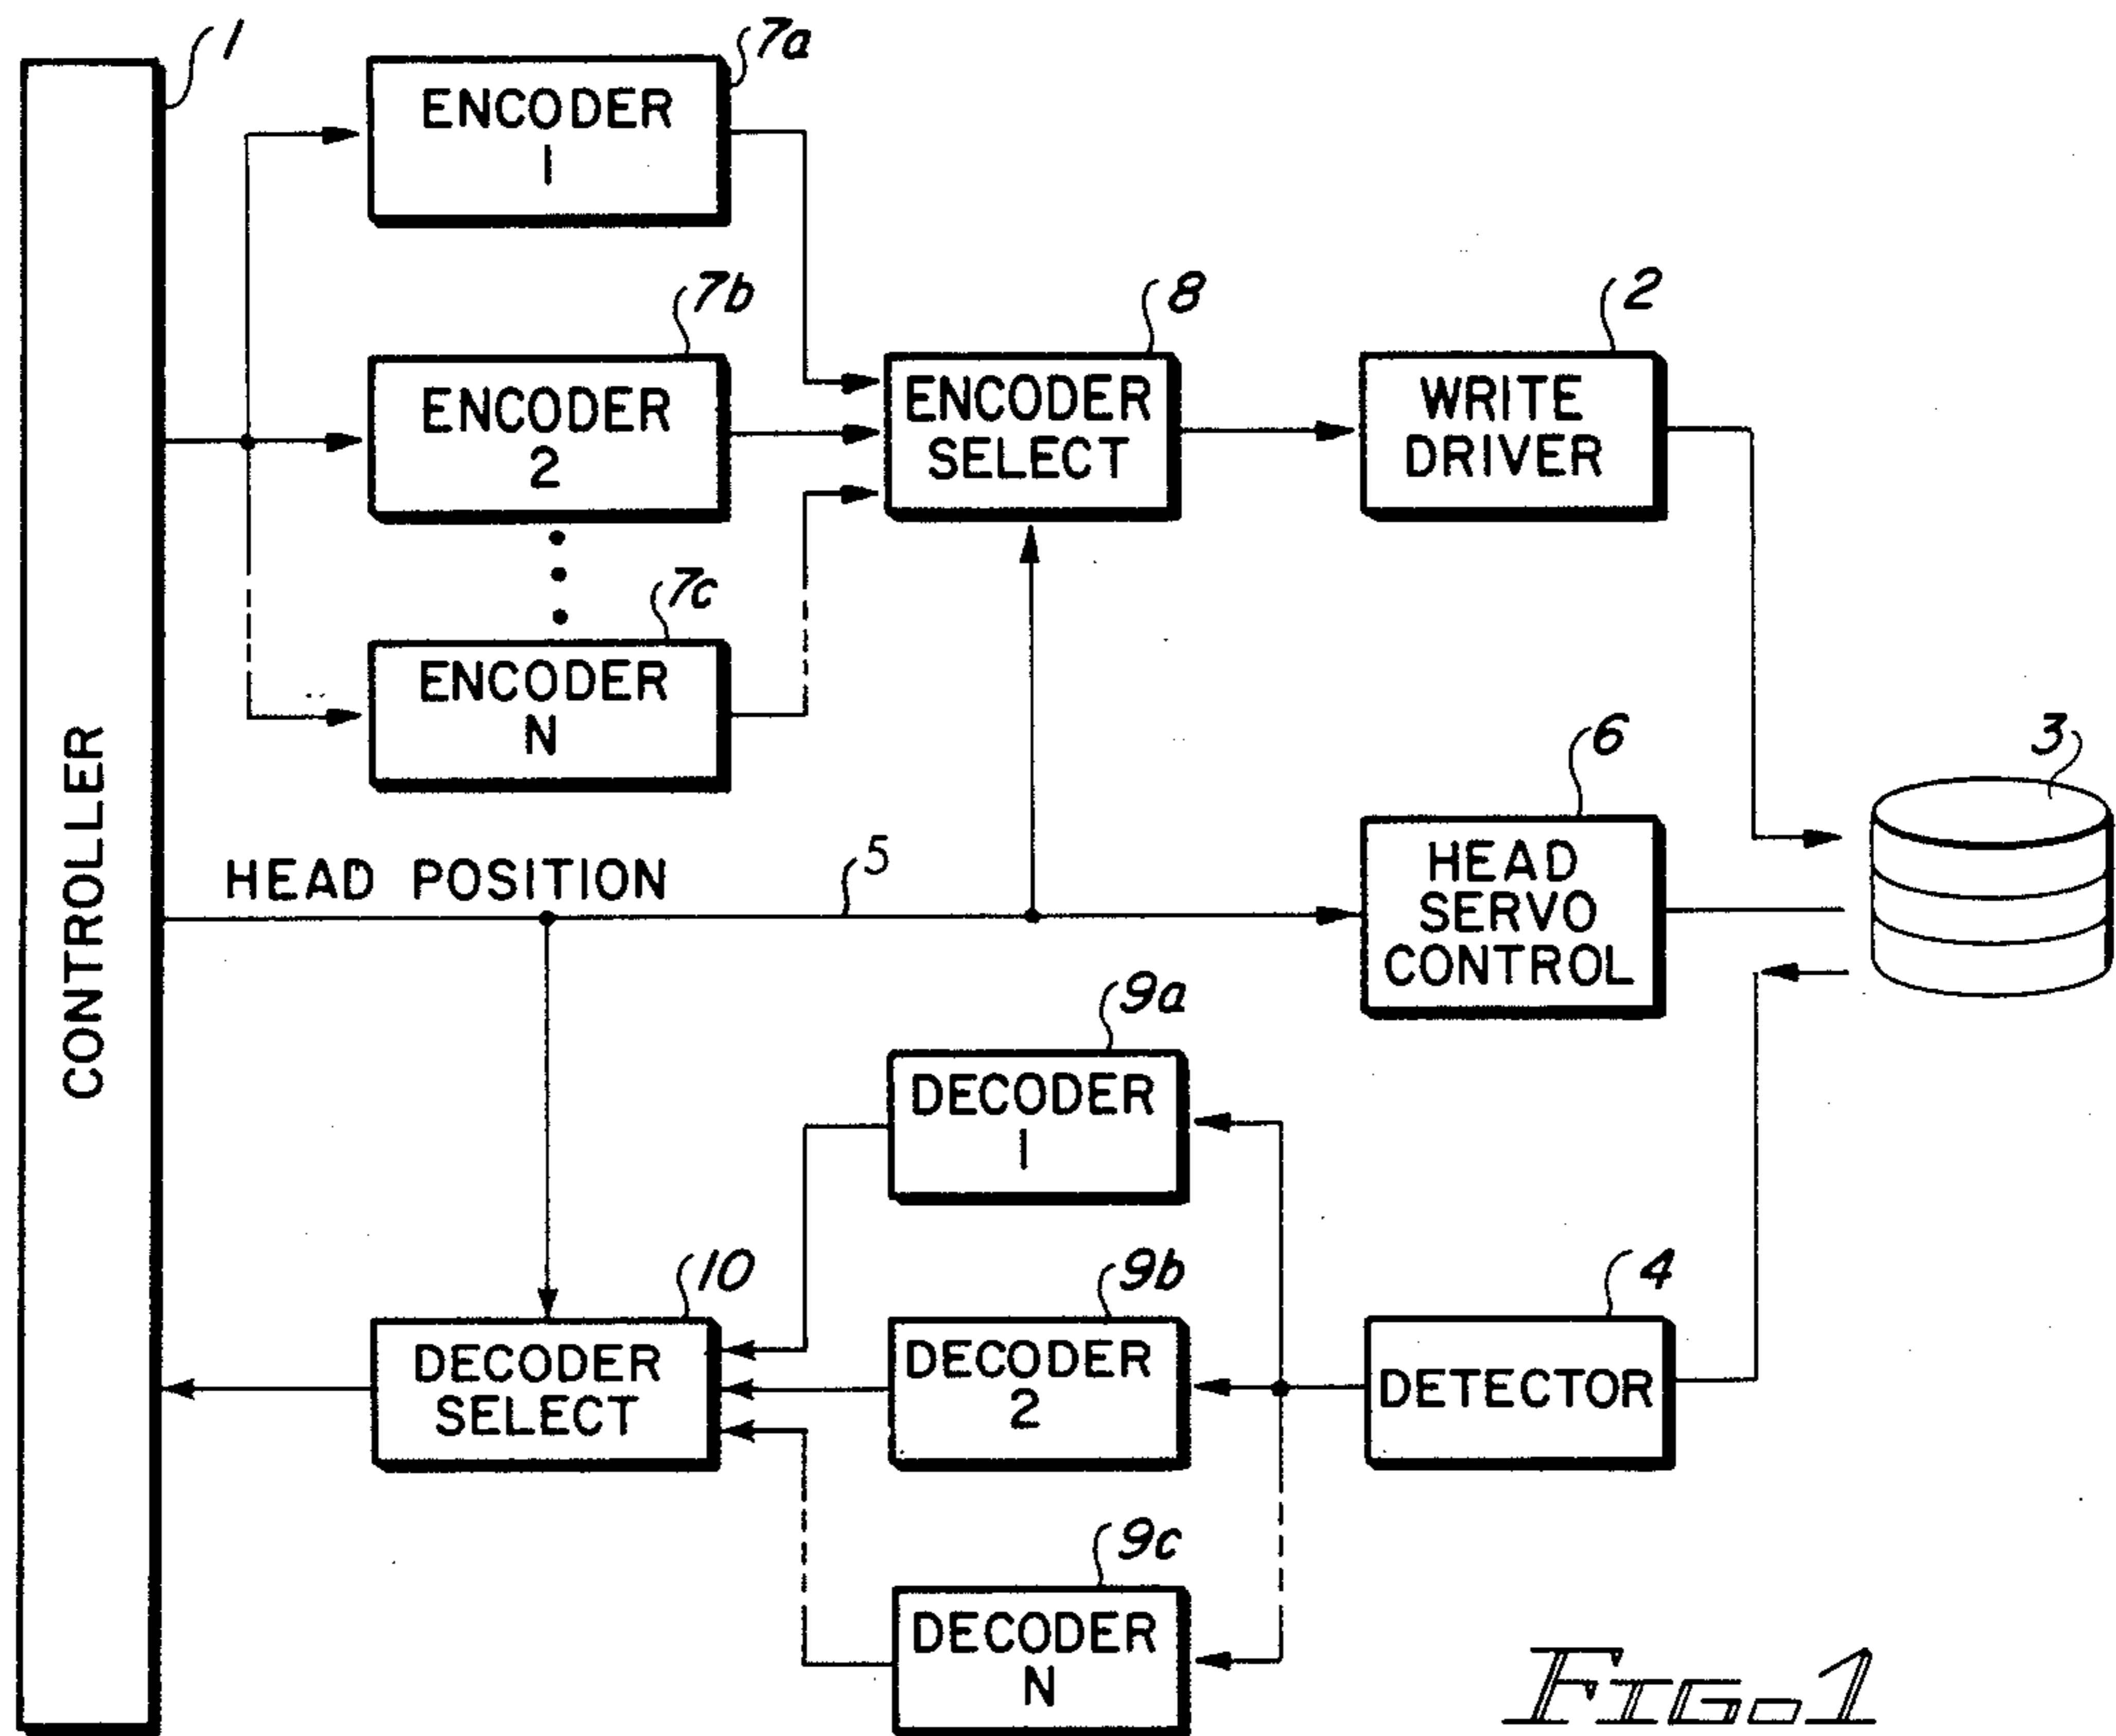 1
7a
ENCODER
1
7b
ENCODER
2
7c
ENCODER
N
8
ENCODER
SELECT
2
WRITE
DRIVER
CONTROLLER
HEAD POSITION
5
6
HEAD
SERVO
CONTROL
3
9a
DECODER
1
10
DECODER
SELECT
9b
DECODER
2
4
DETECTOR
9c
DECODER
N
FIG. 1